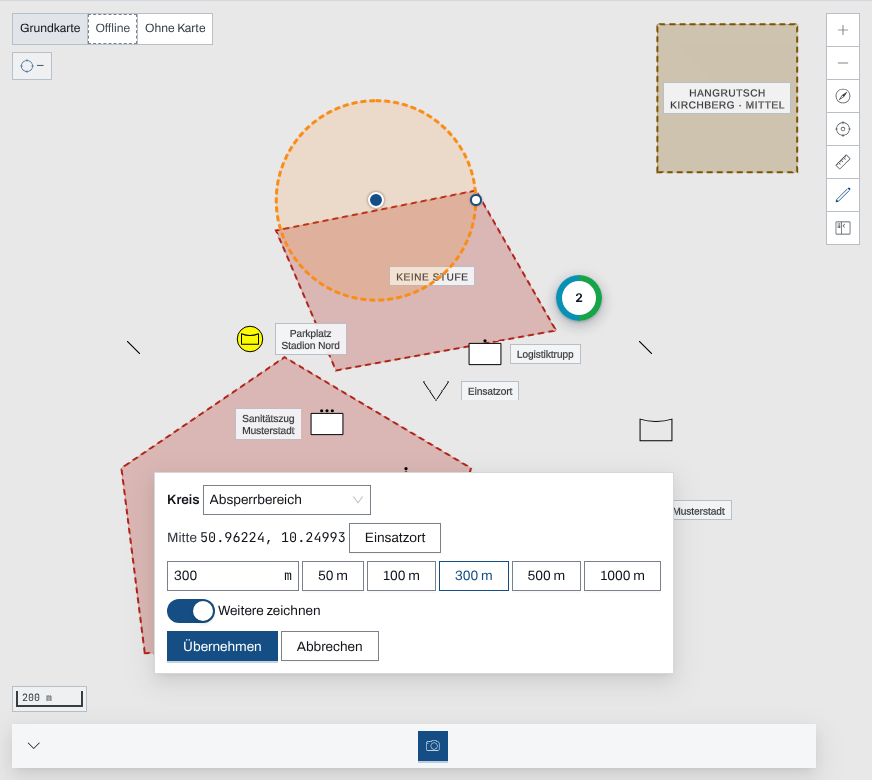 Grundkarte Offline Ohne Karte
HANGRUTSCH
KIRCHBERG · MITTEL
KEINE STUFE
2
Parkplatz
Stadion Nord
Logistiktrupp
Einsatzort
Sanitätszug
Musterstadt
Musterstadt
Kreis Absperrbereich
Mitte 50.96224, 10.24993 Einsatzort
300 m 50 m 100 m 300 m 500 m 1000 m
Weitere zeichnen
Übernehmen Abbrechen
200 m